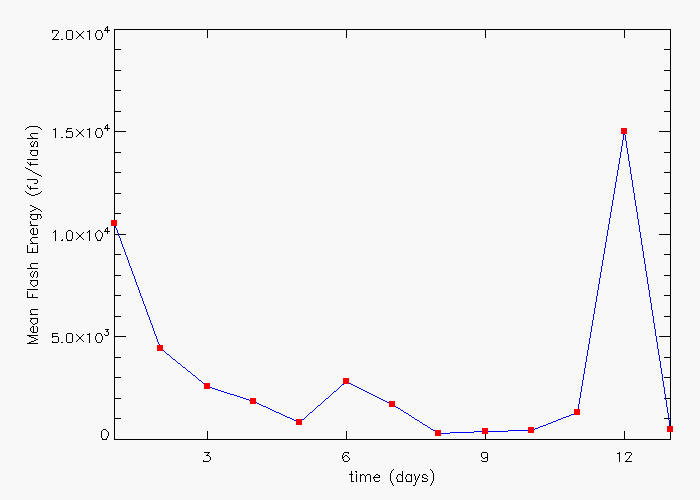 2.0×10⁴
1.5×10⁴
1.0×10⁴
5.0×10³
0
Mean Flash Energy (fJ/flash)
3 6 9 12
time (days)